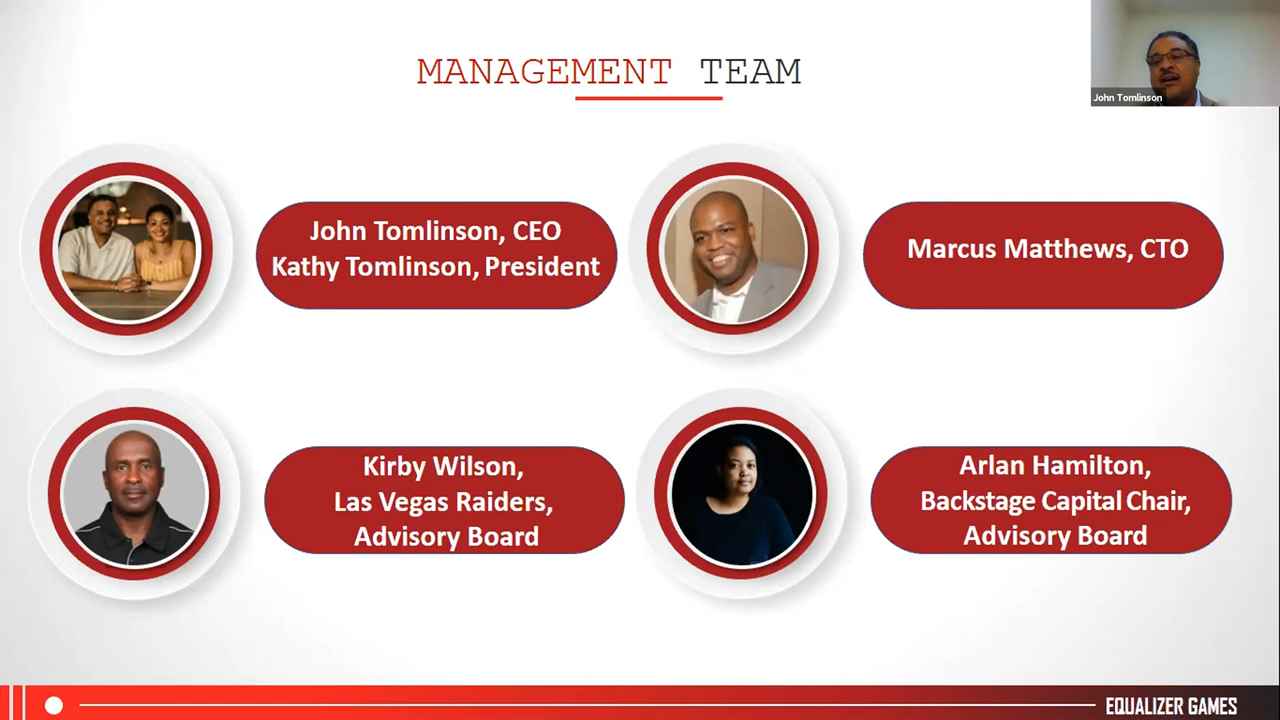 MANAGEMENT TEAM
John Tomlinson
John Tomlinson, CEO
Kathy Tomlinson, President
Marcus Matthews, CTO
Kirby Wilson,
Las Vegas Raiders,
Advisory Board
Arlan Hamilton,
Backstage Capital Chair,
Advisory Board
EQUALIZER GAMES